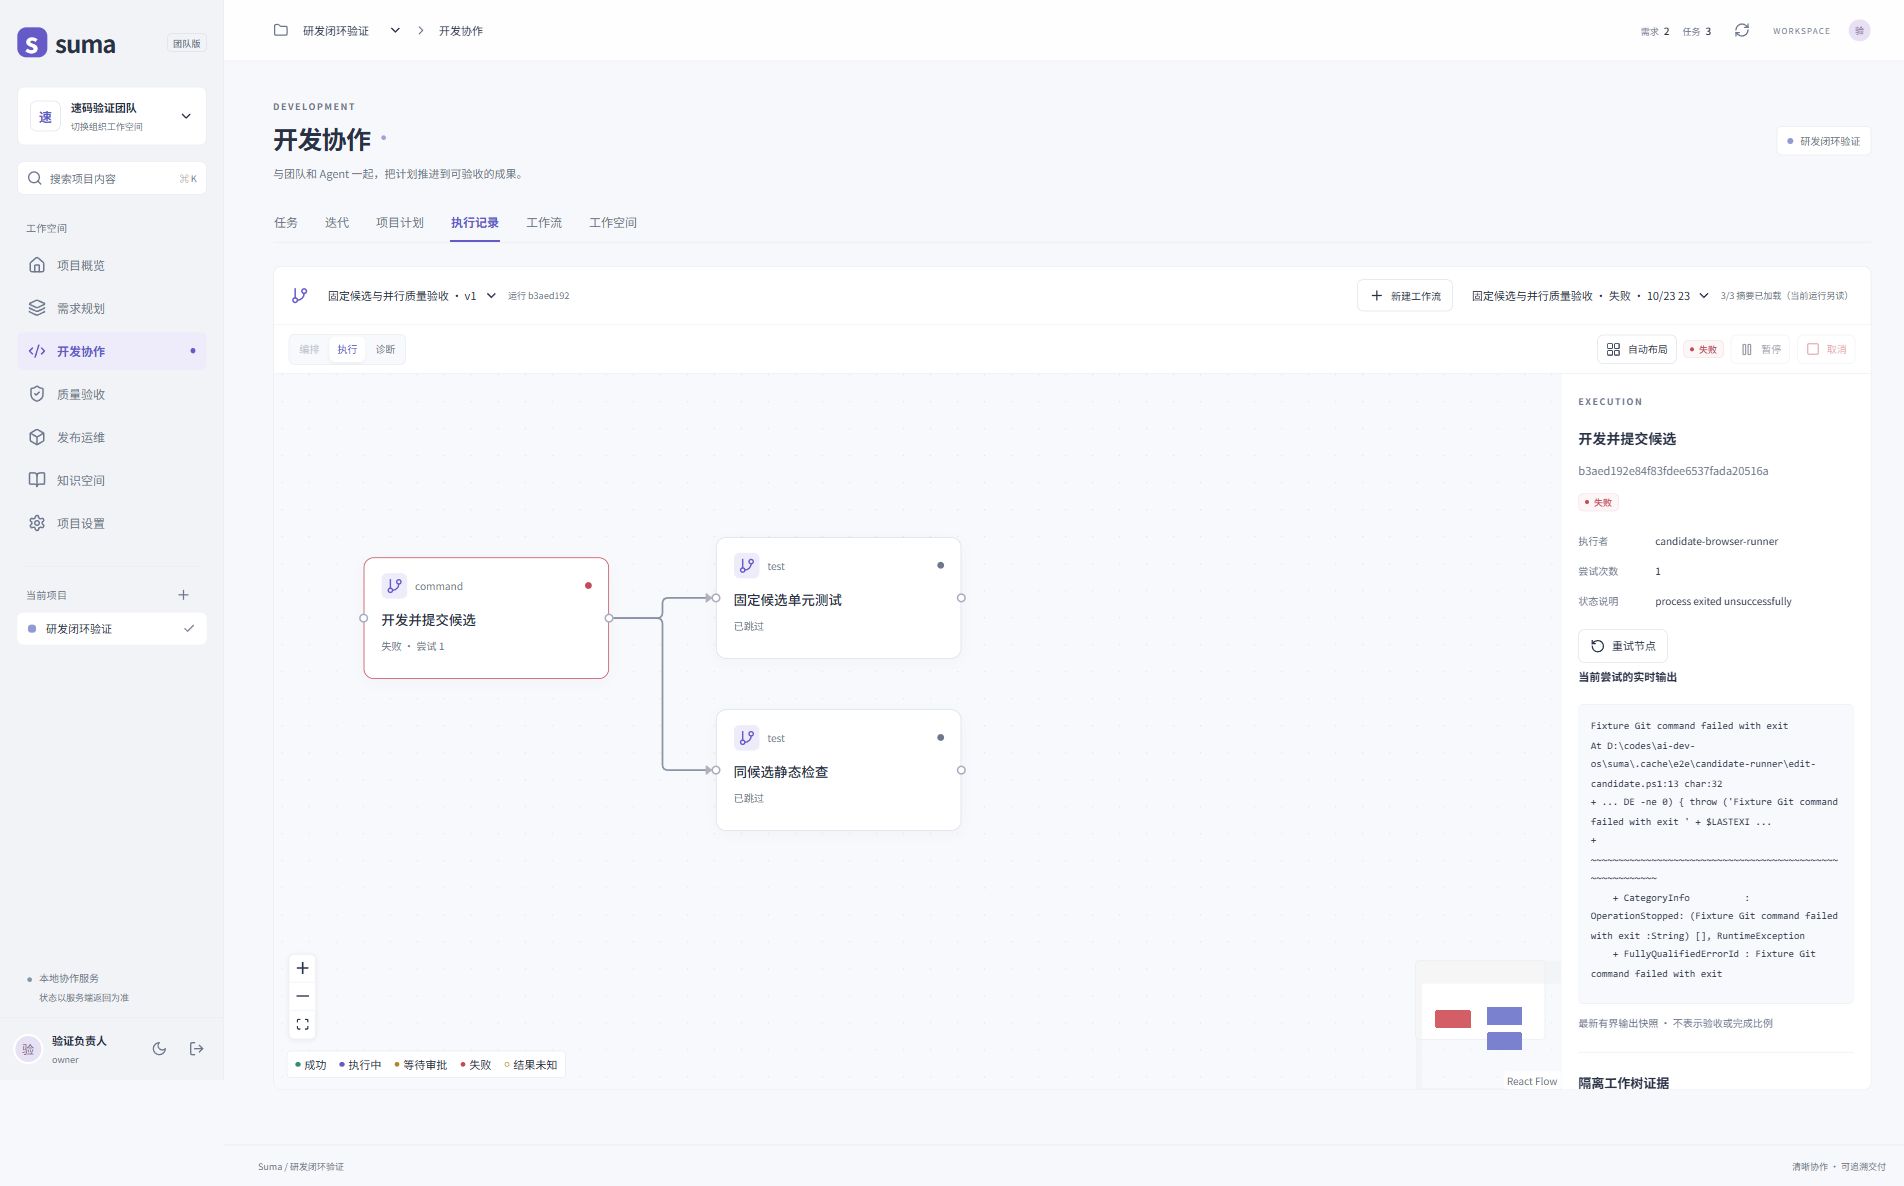 suma
团队版
速
速码验证团队
切换组织工作空间
搜索项目内容
⌘K
工作空间
项目概览
需求规划
开发协作
质量验收
发布运维
知识空间
项目设置
当前项目
研发闭环验证
本地协作服务
状态以服务端返回为准
验
验证负责人
owner
研发闭环验证
开发协作
需求 2
任务 3
WORKSPACE
验
DEVELOPMENT
开发协作
与团队和 Agent 一起，把计划推进到可验收的成果。
研发闭环验证
任务
迭代
项目计划
执行记录
工作流
工作空间
固定候选与并行质量验收 · v1
运行 b3aed192
新建工作流
固定候选与并行质量验收 · 失败 · 10/23 23
3/3 摘要已加载（当前运行另读）
编排
执行
诊断
自动布局
失败
暂停
取消
command
开发并提交候选
失败 · 尝试 1
test
固定候选单元测试
已跳过
test
同候选静态检查
已跳过
成功
执行中
等待审批
失败
结果未知
React Flow
EXECUTION
开发并提交候选
b3aed192e84f83fdee6537fada20516a
失败
执行者
candidate-browser-runner
尝试次数
1
状态说明
process exited unsuccessfully
重试节点
当前尝试的实时输出
Fixture Git command failed with exit
At D:\codes\ai-dev-
os\suma\.cache\e2e\candidate-runner\edit-
candidate.ps1:13 char:32
+ ... DE -ne 0) { throw ('Fixture Git command
failed with exit ' + $LASTEXI ...
+
~~~~~~~~~~~~~~~~~~~~~~~~~~~~~~~~~~~~~~~~~~~~~
~~~~~~~~~~~~
+ CategoryInfo          :
OperationStopped: (Fixture Git command failed
with exit :String) [], RuntimeException
+ FullyQualifiedErrorId : Fixture Git
command failed with exit
最新有界输出快照 · 不表示验收或完成比例
隔离工作树证据
Suma / 研发闭环验证
清晰协作 · 可追溯交付